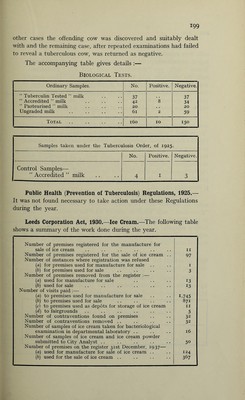 199
other cases the offending cow was discovered and suitably dealt
with and the remaining case, after repeated examinations had failed
to reveal a tuberculous cow, was returned as negative.
The accompanying table gives details :—
Biological Tests.
Ordinary Samples. No. Positive. Negative.
" Tuberculin Tested " milk 37 .. 37
" Accredited " milk 42 8 34
" Pasteurised " milk 20 .. 20
Ungraded milk 61 2 59
Total 160 10 150
Samples taken under the Tuberculosis Order, of 1925.
No. Positive. Negative.
Control Samples—
" Accredited " milk 4 1 3
Public Health (Prevention of Tuberculosis) Regulations, 1925.—
It was not found necessary to take action under these Regulations
during the year.
Leeds Corporation Act, 1930.—Ice Cream.—The following table
shows a summary of the work done during the year.
Number of premises registered for the manufacture for
sale of ice cream 11
Number of premises registered for the sale of ice cream 97
Number of instances where registration was refused
(a) for premises used for manufacture for sale 1
(b) for premises used for sale 3
Number of premises removed from the register :—
(a) used for manufacture for sale 13
(b) used for sale 13
Number of visits paid :—
(a) to premises used for manufacture for sale 1,745
(b) to premises used for sale 871
(c) to premises used as depôts for storage of ice cream 11
(d) to fairgrounds 5
Number of contraventions found on premises 32
Number of contraventions removed 32
Number of samples of ice cream taken for bacteriological
examination in departmental laboratory 16
Number of samples of ice cream and ice cream powder
submitted to City Analyst 50
Number of premises on the register 31st December, 1937—
(a) used for manufacture for sale of ice cream 124
(b) used for the sale of ice cream 367